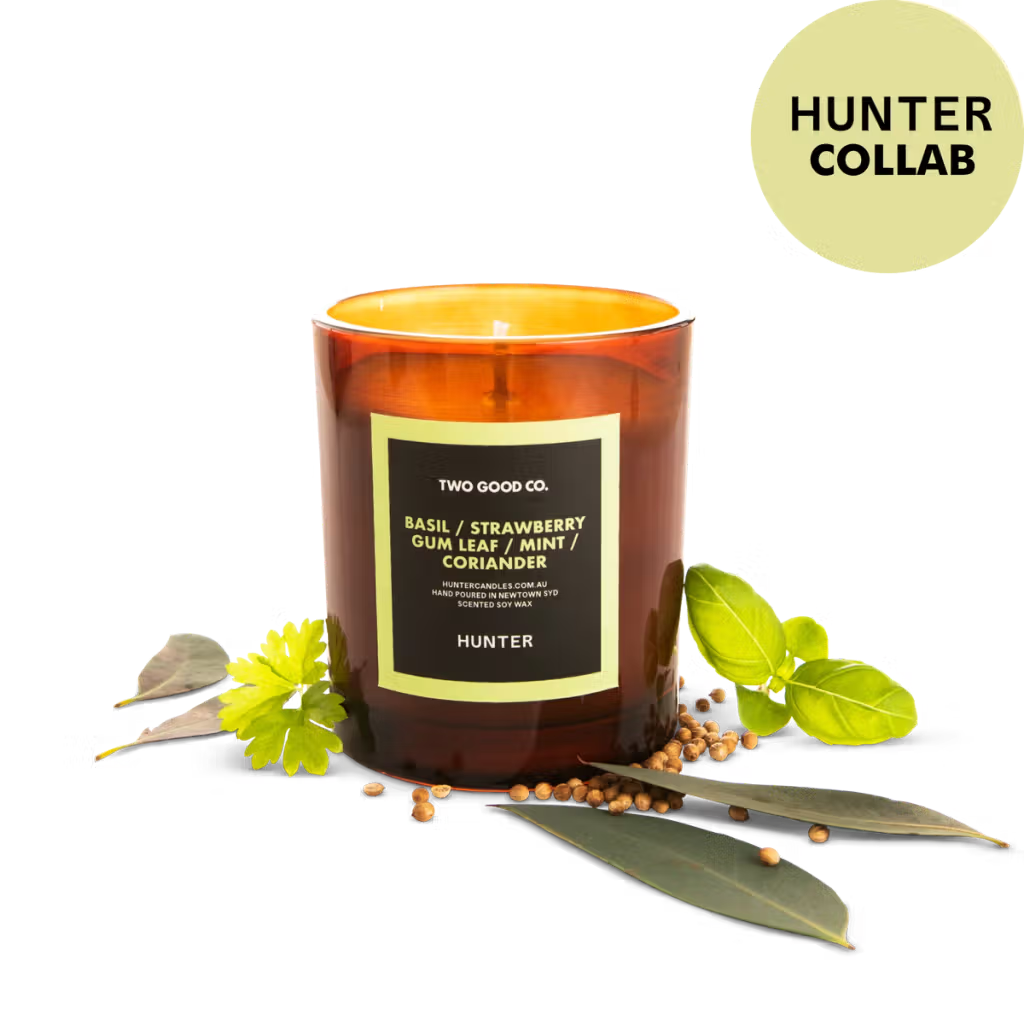 HUNTER
COLLAB
TWO GOOD CO.
BASIL / STRAWBERRY
GUM LEAF / MINT /
CORIANDER
HUNTERCANDLES.COM.AU
HAND POURED IN NEWTOWN SYD
SCENTED SOY WAX
HUNTER